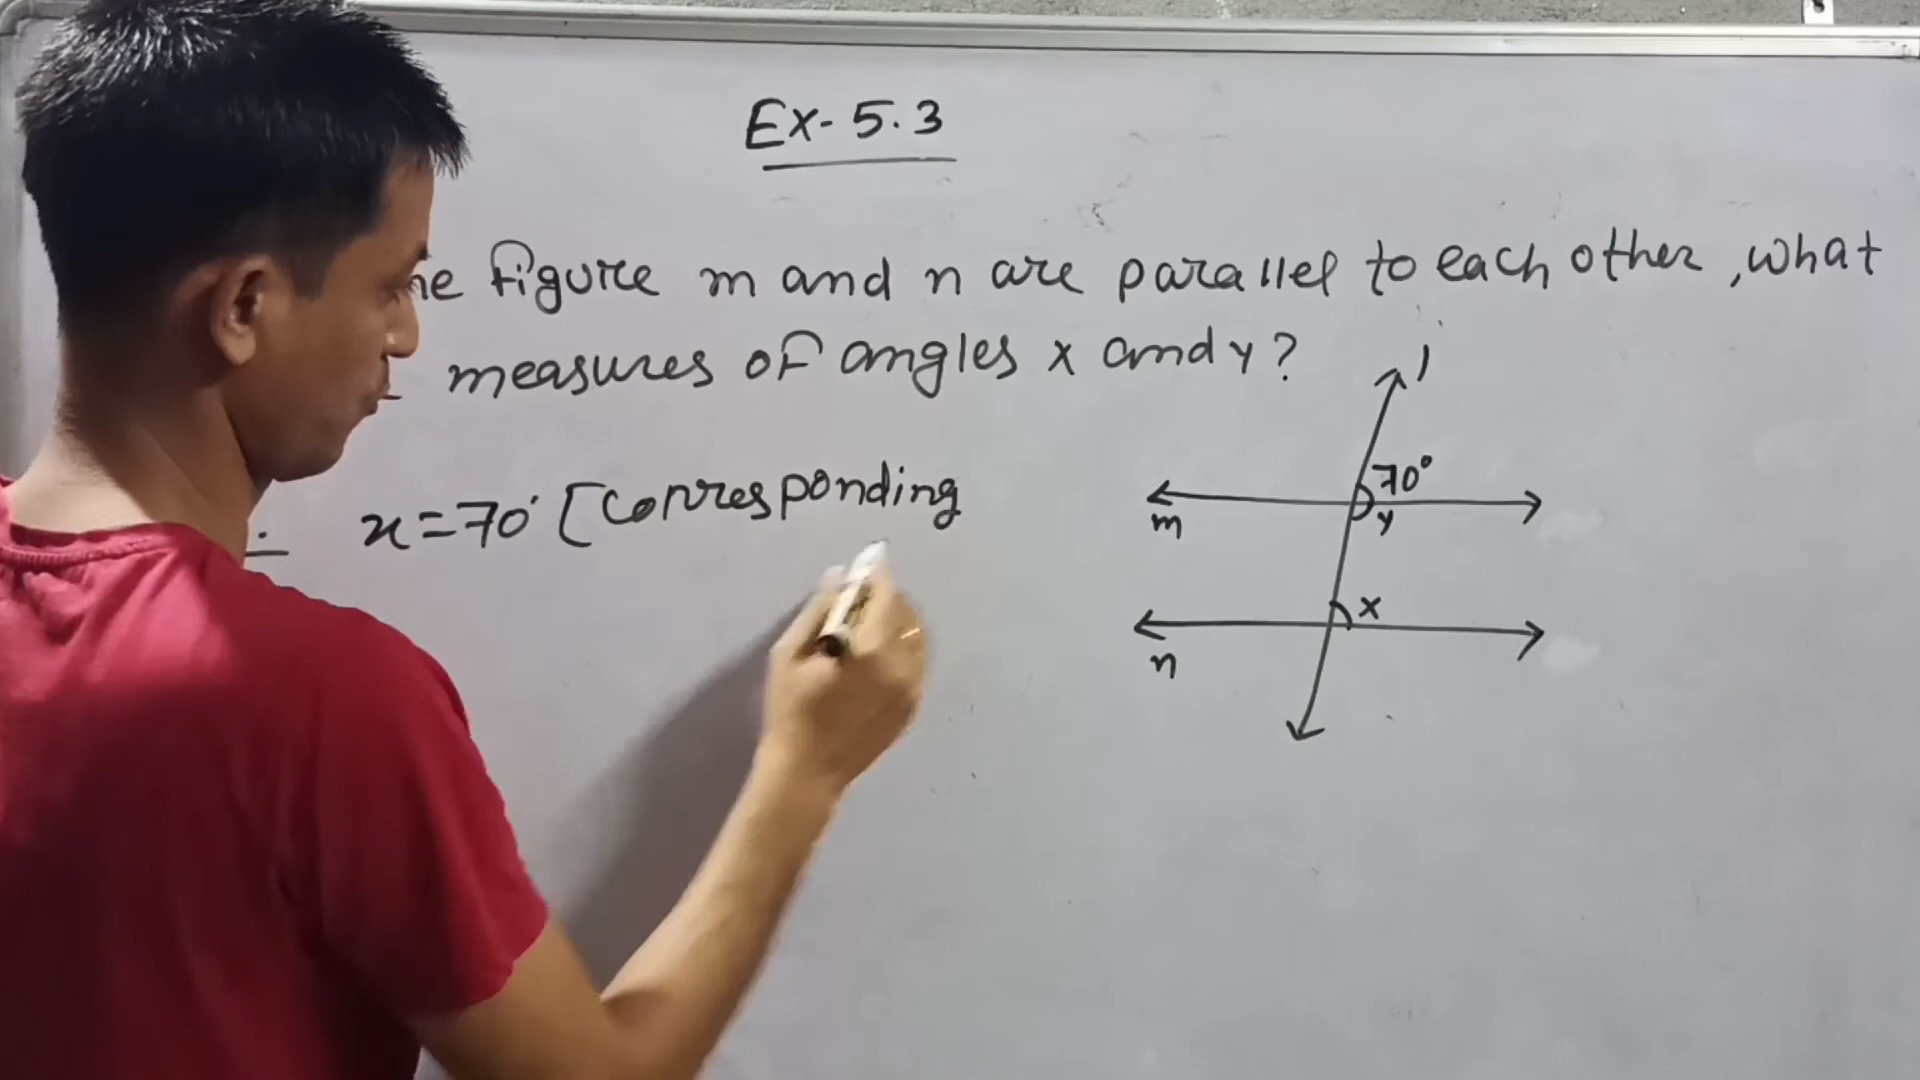 Ex- 5.3
figure m and n are parallel to each other, what
measures of angles x and y?
x=70° [corresponding
l
70°
m
y
x
n